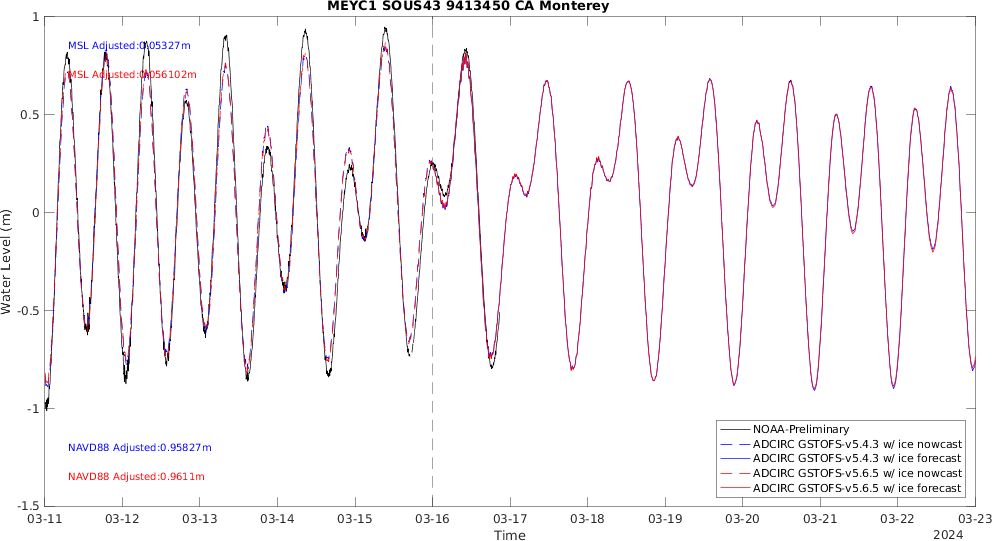 MEYC1 SOUS43 9413450 CA Monterey
MSL Adjusted:0.05327m
MSL Adjusted:0.056102m
NAVD88 Adjusted:0.95827m
NAVD88 Adjusted:0.9611m
Water Level (m)
1
0.5
0
-0.5
-1
-1.5
NOAA-Preliminary
ADCIRC GSTOFS-v5.4.3 w/ ice nowcast
ADCIRC GSTOFS-v5.4.3 w/ ice forecast
ADCIRC GSTOFS-v5.6.5 w/ ice nowcast
ADCIRC GSTOFS-v5.6.5 w/ ice forecast
03-11 03-12 03-13 03-14 03-15 03-16 03-17 03-18 03-19 03-20 03-21 03-22 03-23
Time
2024